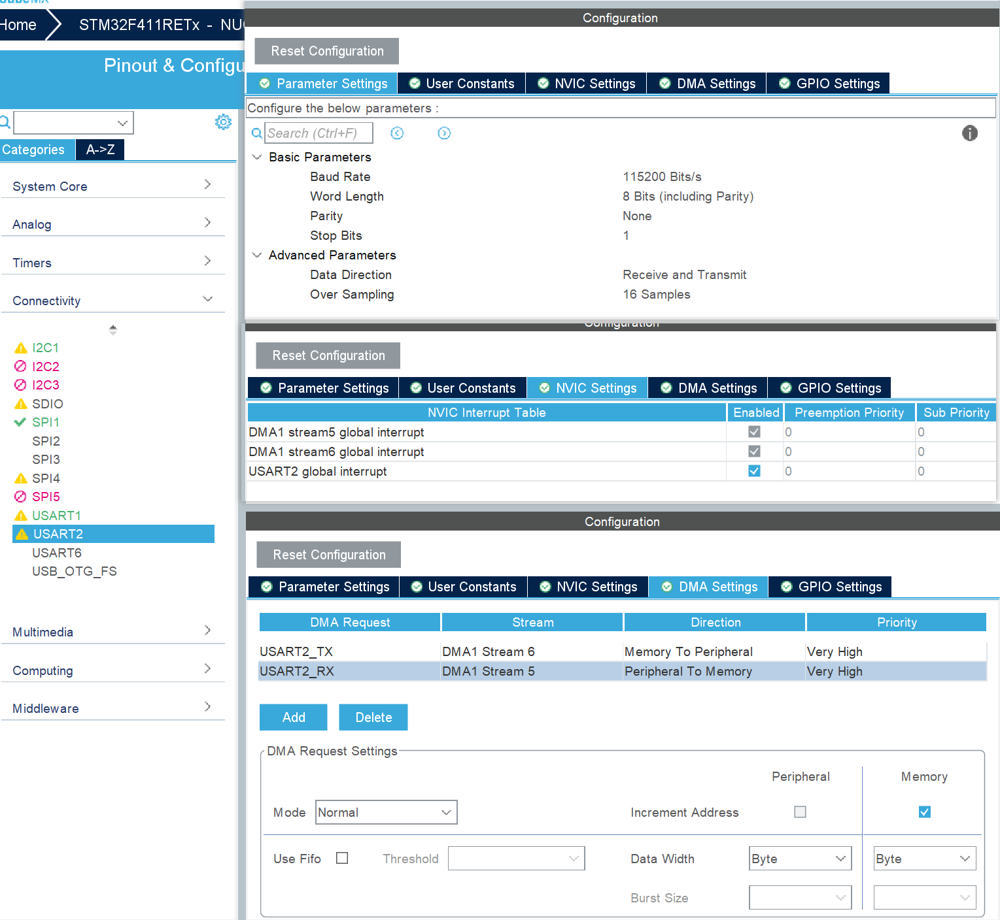 Home
STM32F411RETx - NUC
Pinout & Configu
Categories
A->Z
System Core
Analog
Timers
Connectivity
I2C1
I2C2
I2C3
SDIO
SPI1
SPI2
SPI3
SPI4
SPI5
USART1
USART2
USART6
USB_OTG_FS
Multimedia
Computing
Middleware
Configuration
Reset Configuration
Parameter Settings User Constants NVIC Settings DMA Settings GPIO Settings
Configure the below parameters :
Search (Ctrl+F)
Basic Parameters
Baud Rate 115200 Bits/s
Word Length 8 Bits (including Parity)
Parity None
Stop Bits 1
Advanced Parameters
Data Direction Receive and Transmit
Over Sampling 16 Samples
Configuration
Reset Configuration
Parameter Settings User Constants NVIC Settings DMA Settings GPIO Settings
NVIC Interrupt Table Enabled Preemption Priority Sub Priority
DMA1 stream5 global interrupt 0 0
DMA1 stream6 global interrupt 0 0
USART2 global interrupt 0 0
Configuration
Reset Configuration
Parameter Settings User Constants NVIC Settings DMA Settings GPIO Settings
DMA Request Stream Direction Priority
USART2_TX DMA1 Stream 6 Memory To Peripheral Very High
USART2_RX DMA1 Stream 5 Peripheral To Memory Very High
Add Delete
DMA Request Settings
Peripheral Memory
Mode Normal Increment Address
Use Fifo Threshold Data Width Byte Byte
Burst Size